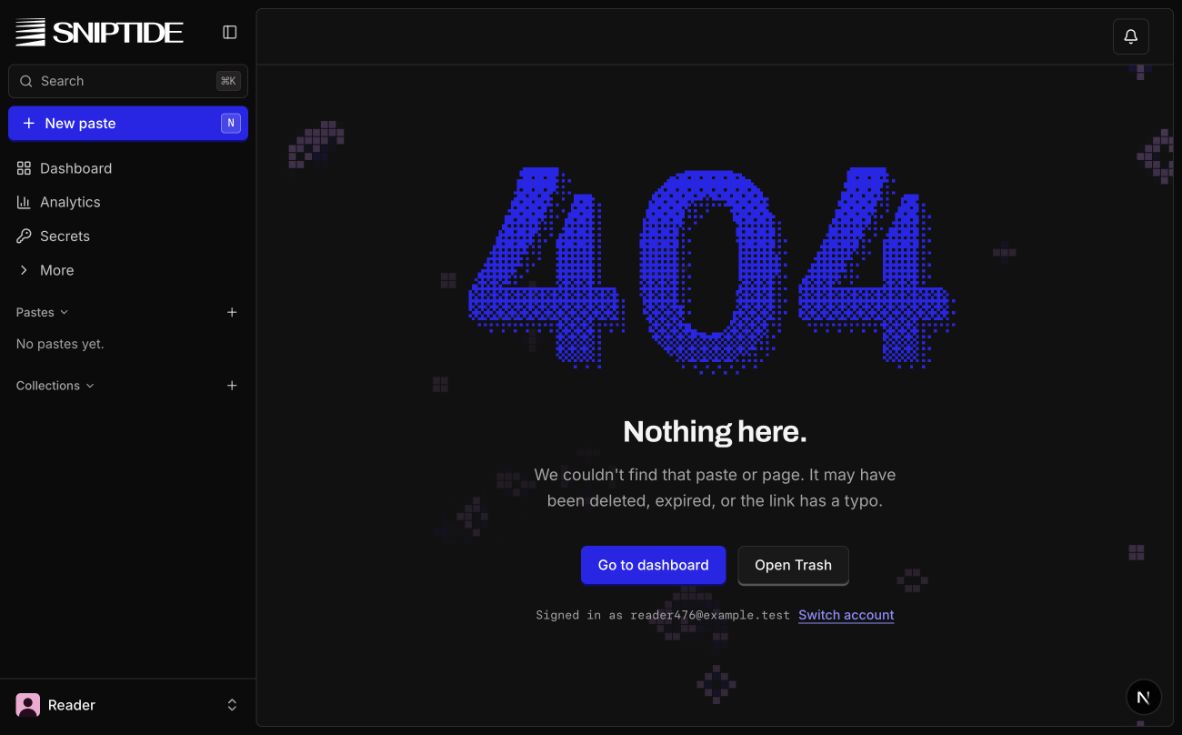 SNIPTIDE
Search ⌘K
New paste N
Dashboard
Analytics
Secrets
More
Pastes
No pastes yet.
Collections
Reader
404
Nothing here.
We couldn't find that paste or page. It may have
been deleted, expired, or the link has a typo.
Go to dashboard Open Trash
Signed in as reader476@example.test Switch account
N